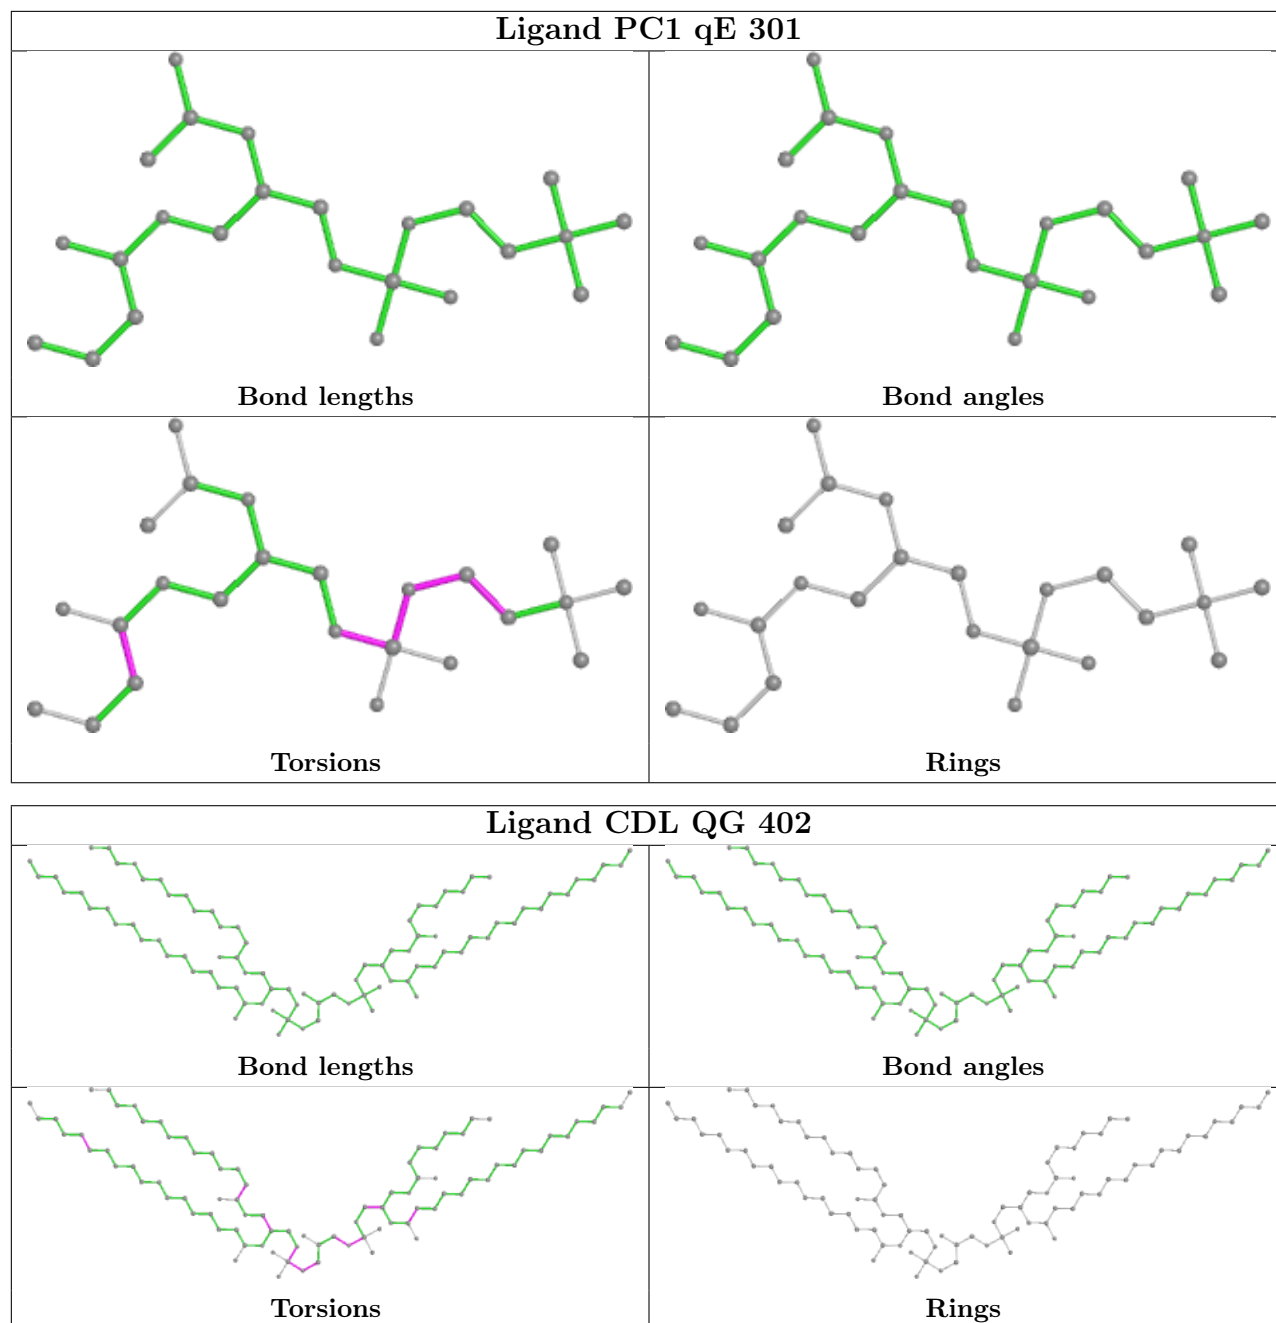 Ligand PC1 qE 301
Bond lengths
Bond angles
Torsions
Rings
Ligand CDL QG 402
Bond lengths
Bond angles
Torsions
Rings